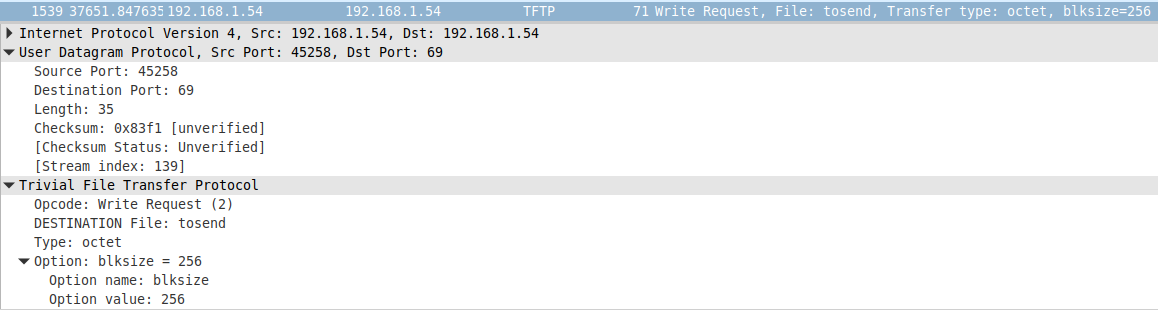 1539 37651.847635 192.168.1.54 192.168.1.54 TFTP 71 Write Request, File: tosend, Transfer type: octet, blksize=256
Internet Protocol Version 4, Src: 192.168.1.54, Dst: 192.168.1.54
User Datagram Protocol, Src Port: 45258, Dst Port: 69
Source Port: 45258
Destination Port: 69
Length: 35
Checksum: 0x83f1 [unverified]
[Checksum Status: Unverified]
[Stream index: 139]
Trivial File Transfer Protocol
Opcode: Write Request (2)
DESTINATION File: tosend
Type: octet
Option: blksize = 256
Option name: blksize
Option value: 256